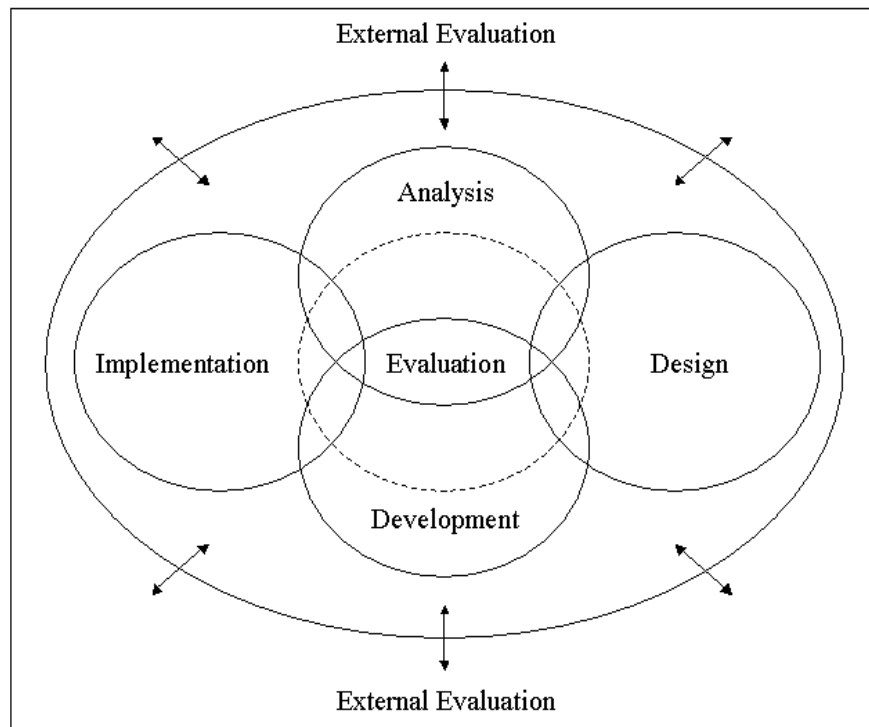 External Evaluation
Analysis
Implementation
Evaluation
Design
Development
External Evaluation